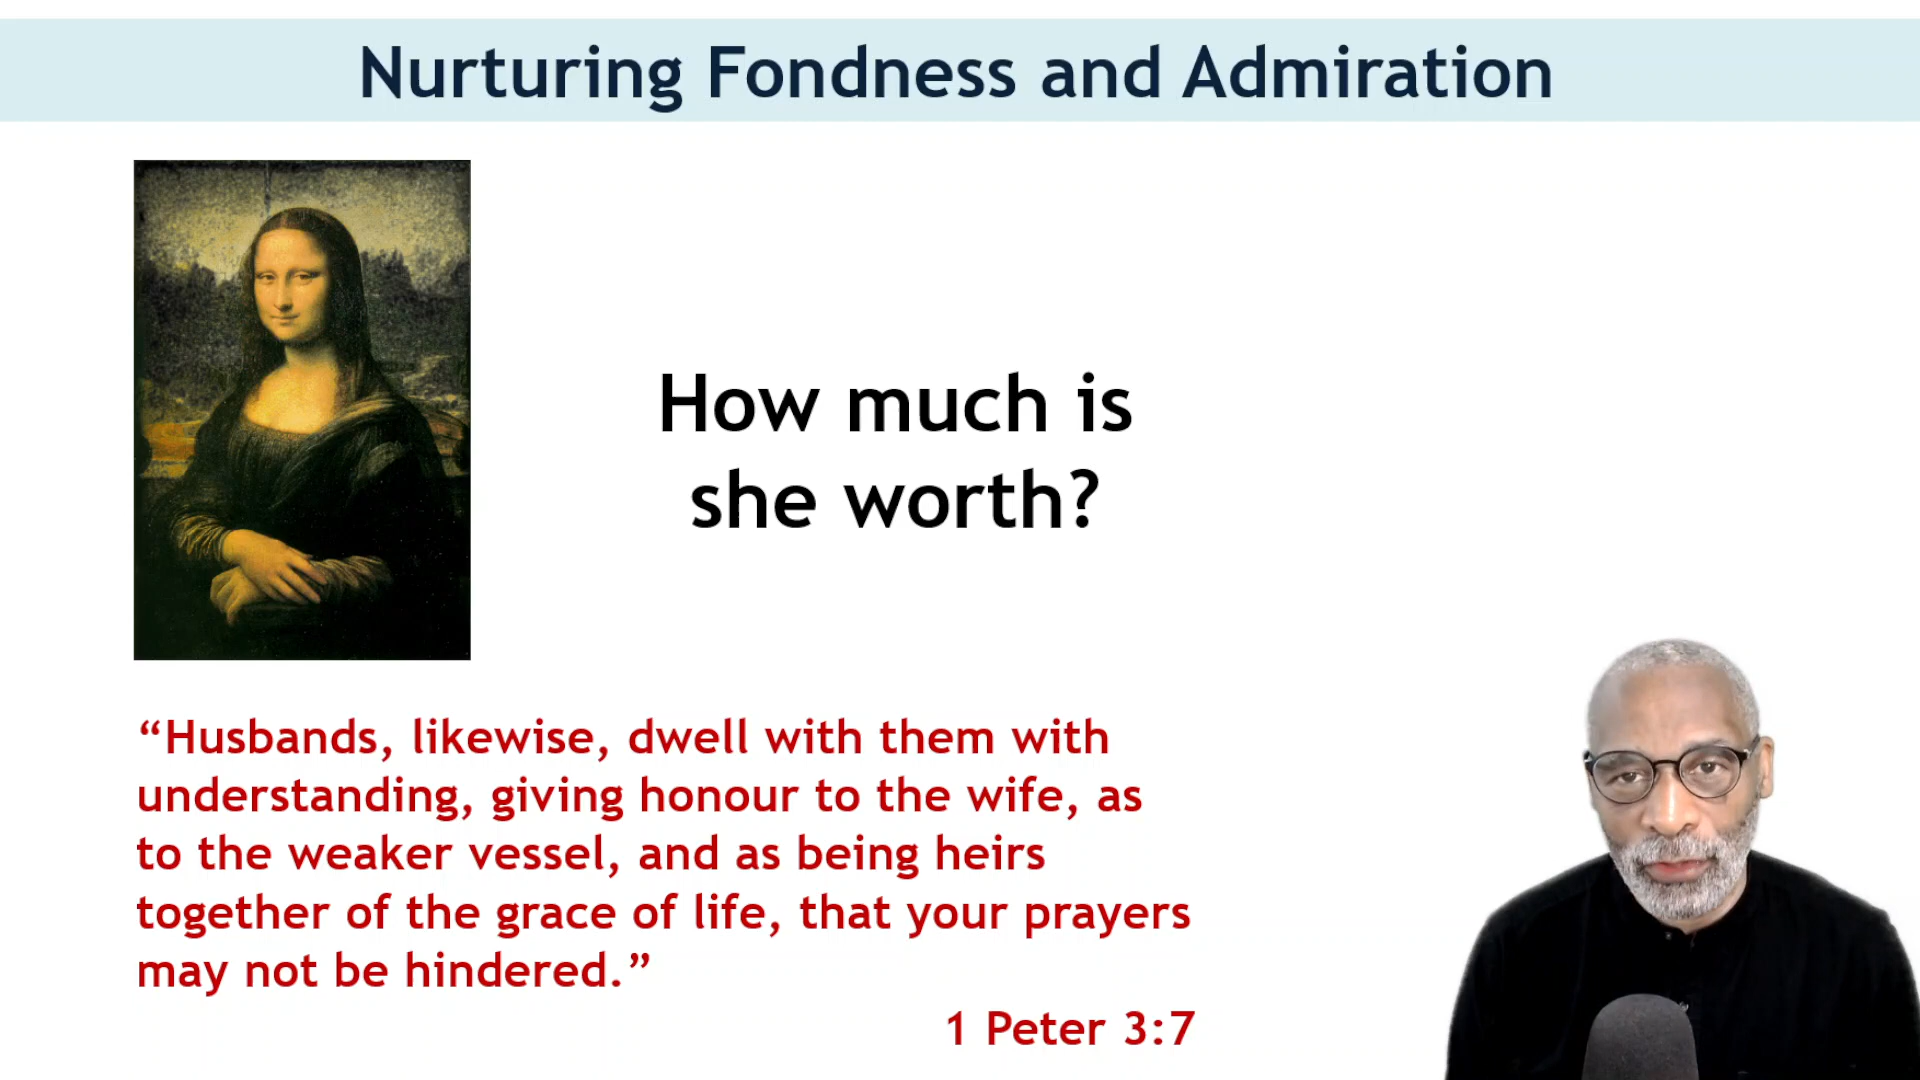 Nurturing Fondness and Admiration
How much is
she worth?
“Husbands, likewise, dwell with them with
understanding, giving honour to the wife, as
to the weaker vessel, and as being heirs
together of the grace of life, that your prayers
may not be hindered.”
1 Peter 3:7